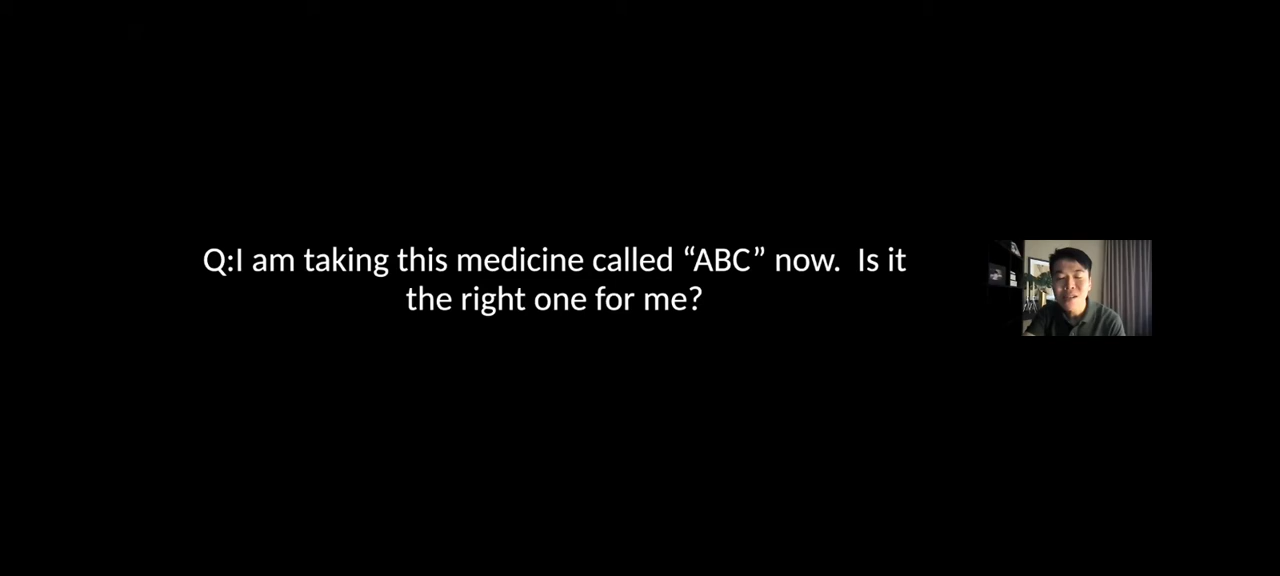 Q:I am taking this medicine called “ABC” now.  Is it
the right one for me?